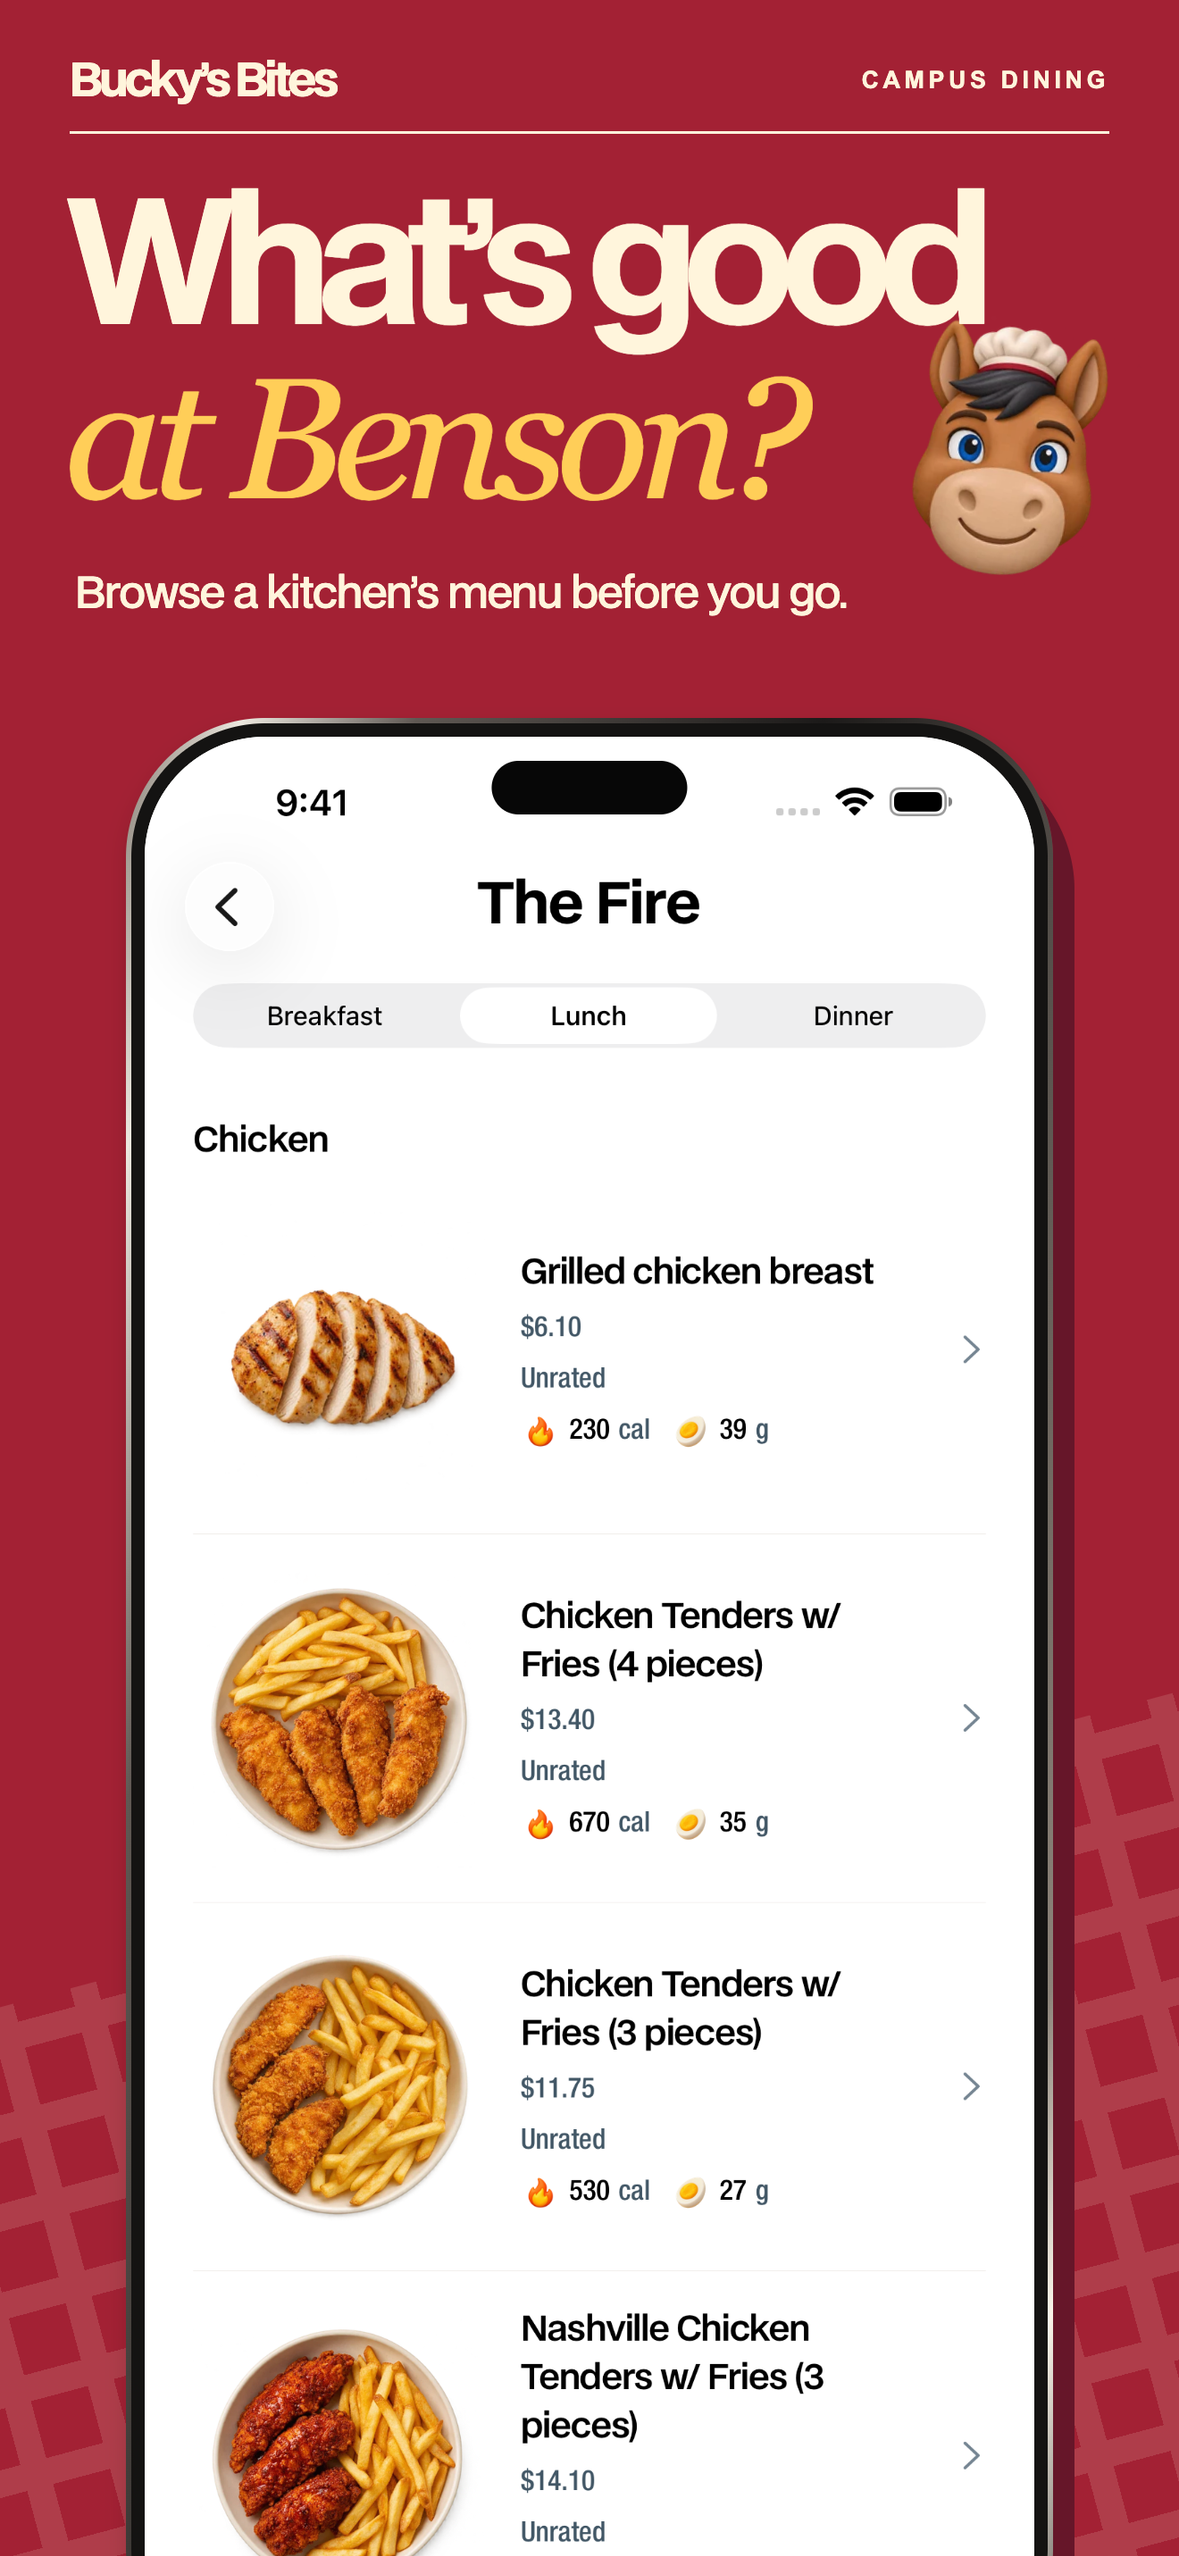 Bucky’s Bites
CAMPUS DINING
What’s good
at Benson?
Browse a kitchen’s menu before you go.
9:41
The Fire
Breakfast
Lunch
Dinner
Chicken
Grilled chicken breast
$6.10
Unrated
230 cal 39 g
Chicken Tenders w/
Fries (4 pieces)
$13.40
Unrated
670 cal 35 g
Chicken Tenders w/
Fries (3 pieces)
$11.75
Unrated
530 cal 27 g
Nashville Chicken
Tenders w/ Fries (3
pieces)
$14.10
Unrated